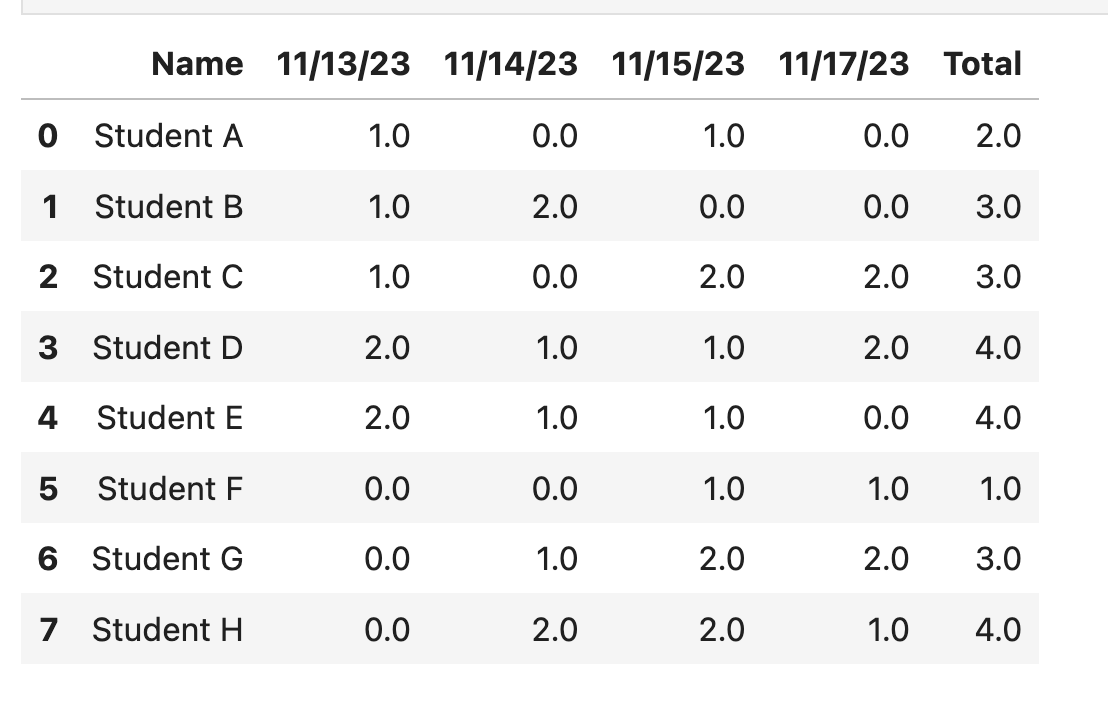 Name 11/13/23 11/14/23 11/15/23 11/17/23 Total
0 Student A 1.0 0.0 1.0 0.0 2.0
1 Student B 1.0 2.0 0.0 0.0 3.0
2 Student C 1.0 0.0 2.0 2.0 3.0
3 Student D 2.0 1.0 1.0 2.0 4.0
4 Student E 2.0 1.0 1.0 0.0 4.0
5 Student F 0.0 0.0 1.0 1.0 1.0
6 Student G 0.0 1.0 2.0 2.0 3.0
7 Student H 0.0 2.0 2.0 1.0 4.0